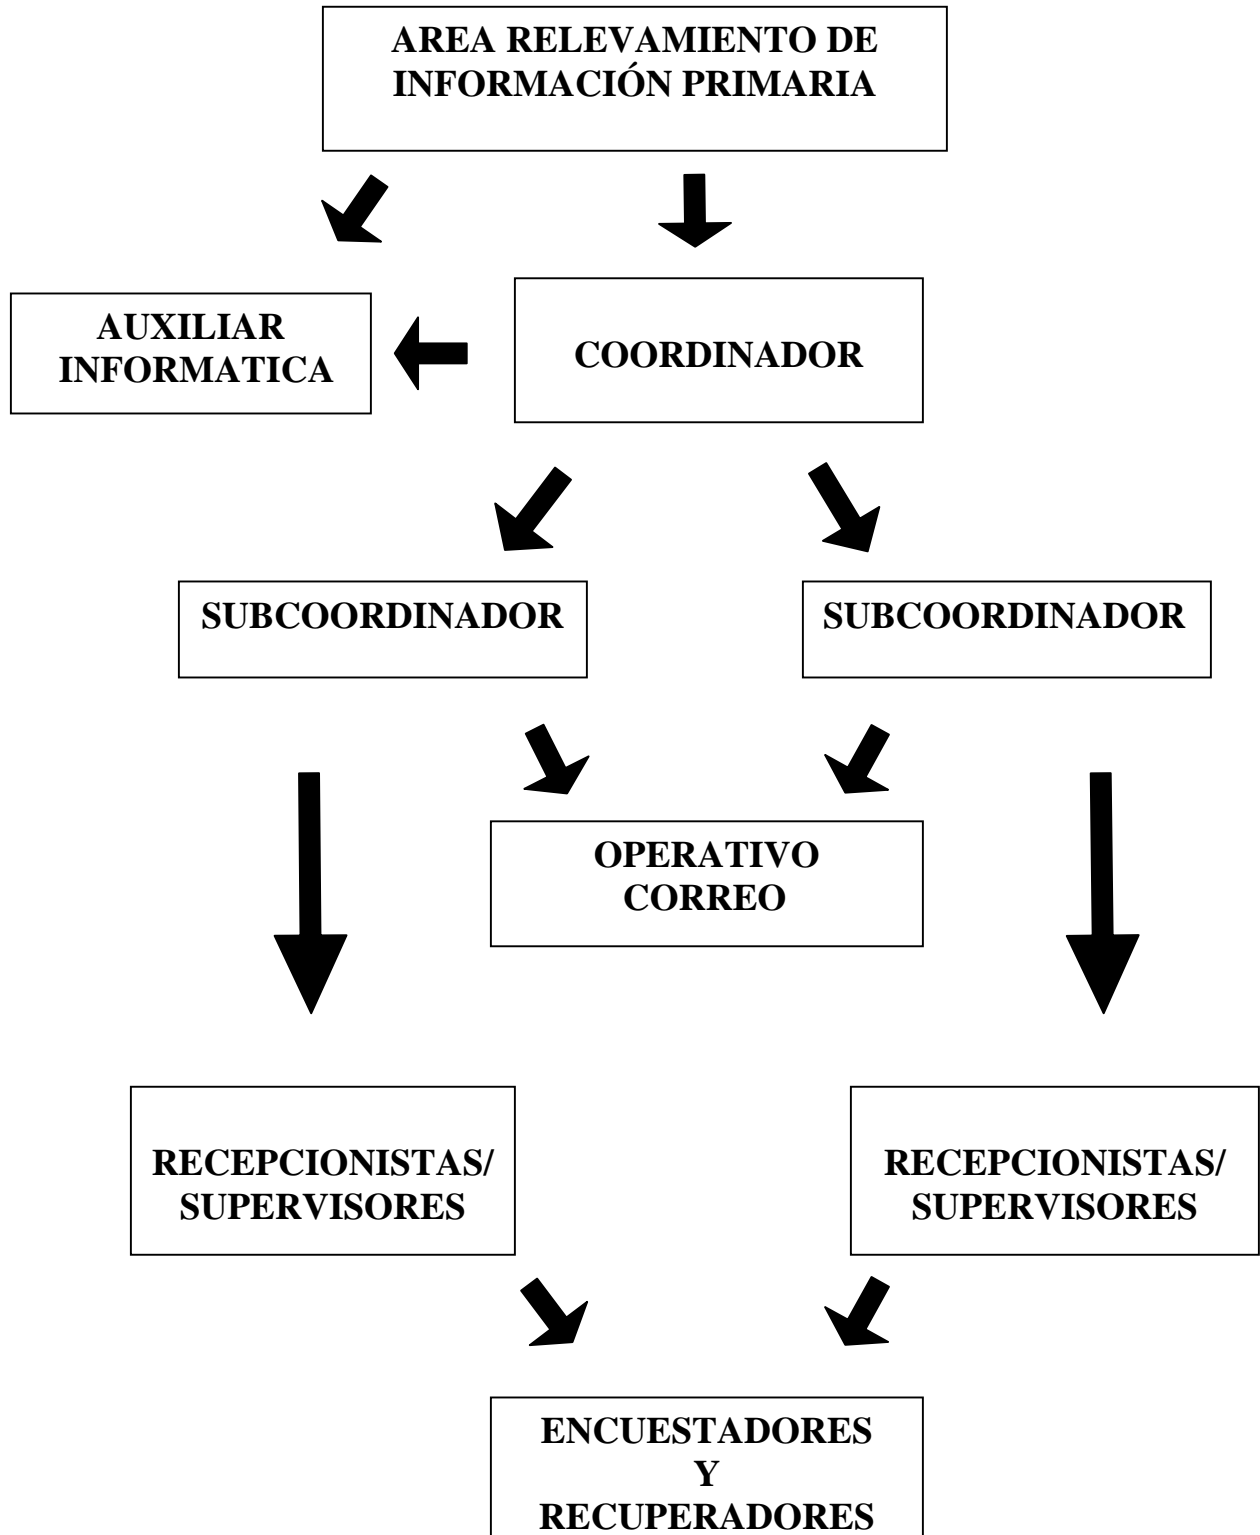 AREA RELEVAMIENTO DE
INFORMACIÓN PRIMARIA
AUXILIAR
INFORMATICA
COORDINADOR
SUBCOORDINADOR
SUBCOORDINADOR
OPERATIVO
CORREO
RECEPCIONISTAS/
SUPERVISORES
RECEPCIONISTAS/
SUPERVISORES
ENCUESTADORES
Y
RECUPERADORES